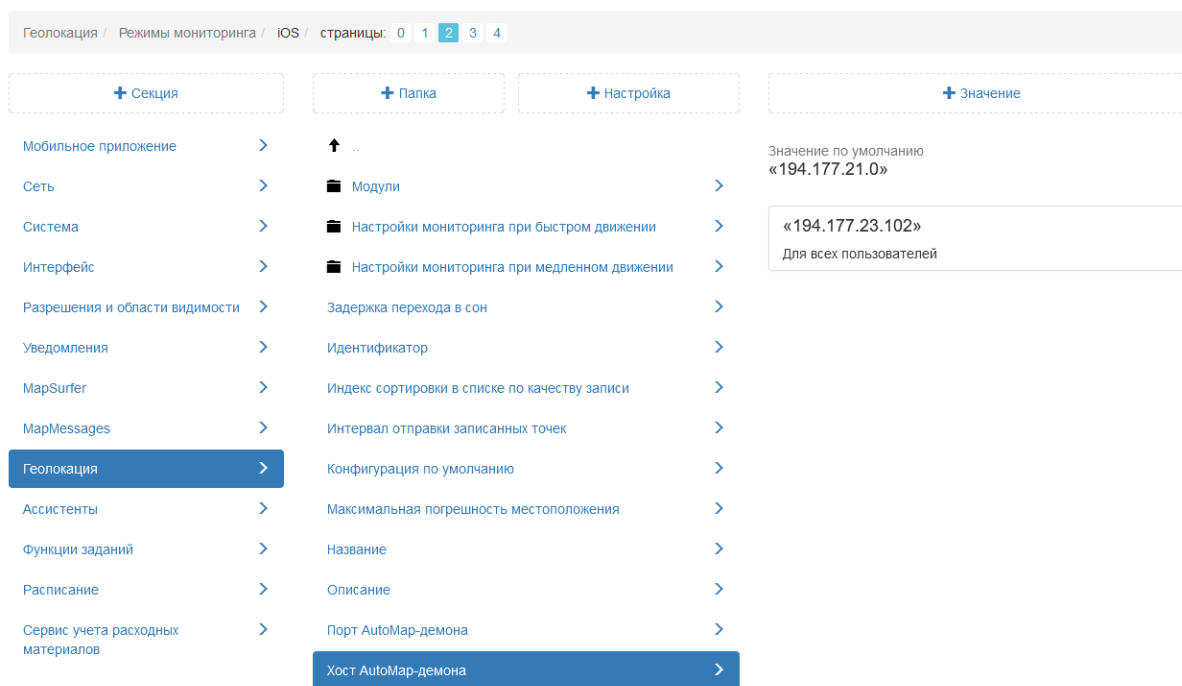 Геолокация / Режимы мониторинга / iOS / страницы: 0 1 2 3 4
+ Секция
+ Папка
+ Настройка
+ Значение
Мобильное приложение
Сеть
Система
Интерфейс
Разрешения и области видимости
Уведомления
MapSurfer
MapMessages
Геолокация
Ассистенты
Функции заданий
Расписание
Сервис учета расходных
материалов
..
Модули
Настройки мониторинга при быстром движении
Настройки мониторинга при медленном движении
Задержка перехода в сон
Идентификатор
Индекс сортировки в списке по качеству записи
Интервал отправки записанных точек
Конфигурация по умолчанию
Максимальная погрешность местоположения
Название
Описание
Порт AutoMap-демона
Хост AutoMap-демона
Значение по умолчанию
«194.177.21.0»
«194.177.23.102»
Для всех пользователей